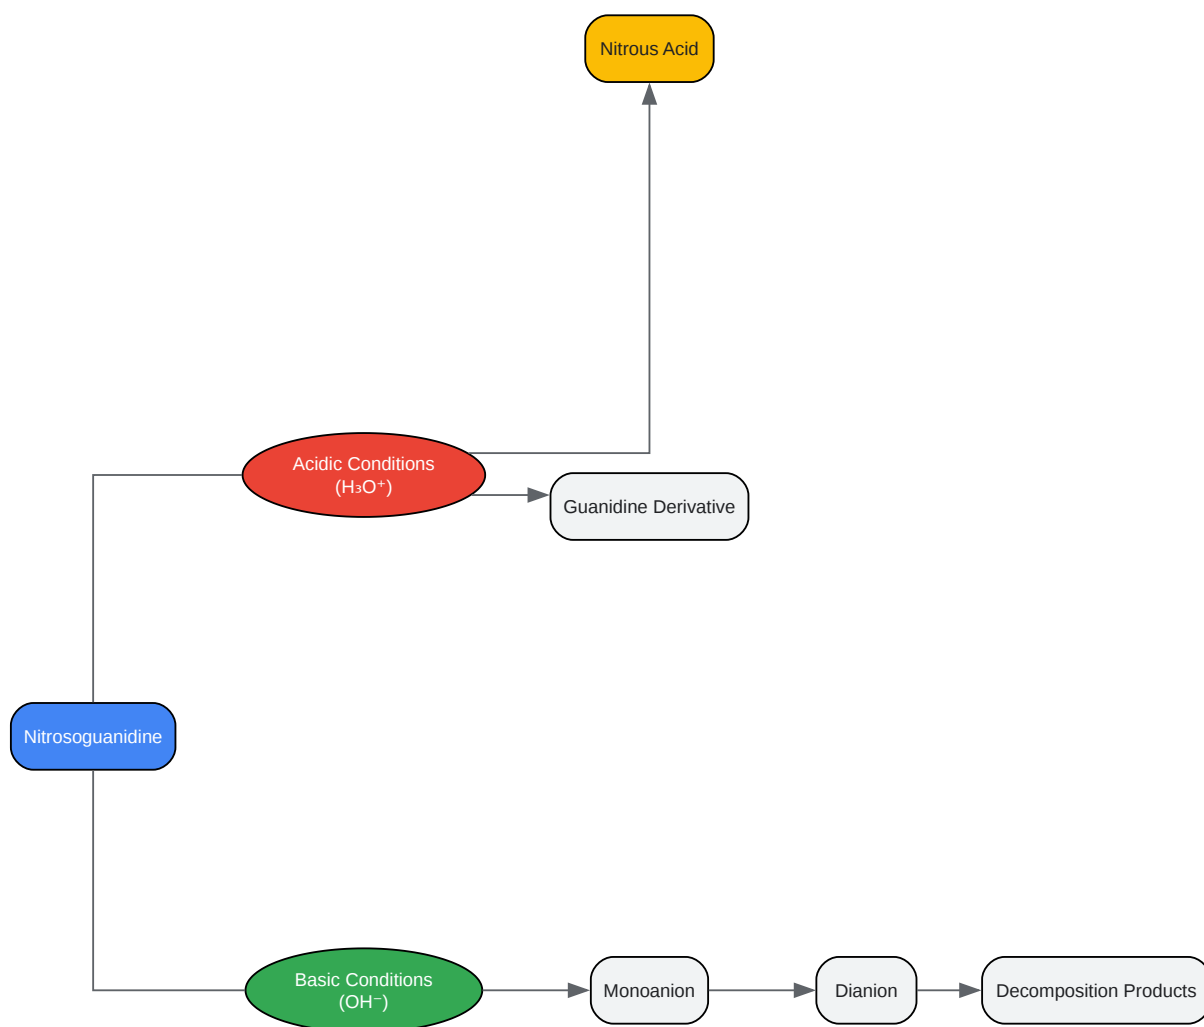 Nitrous Acid
Acidic Conditions
(H₃O⁺)
Guanidine Derivative
Nitrosoguanidine
Basic Conditions
(OH⁻)
Monoanion
Dianion
Decomposition Products